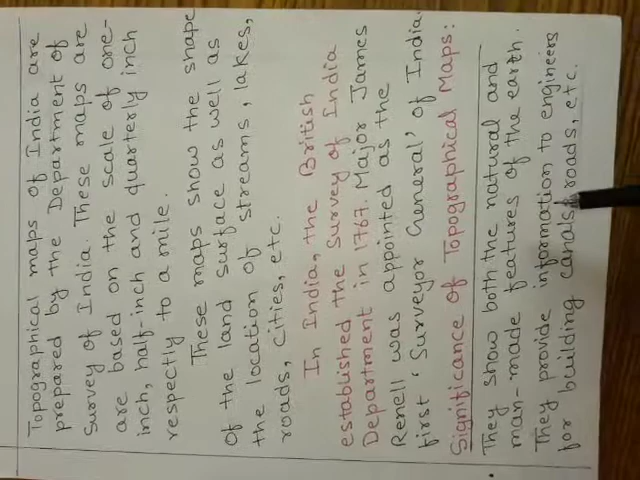 Topographical maps of India are
prepared by the Department of
Survey of India. These maps are
are based on the scale of one-
inch, half-inch and quarterly inch
respectly to a mile.
These maps show the shape
of the land surface as well as
the location of streams, lakes,
roads, cities, etc.
In India, the British
established the Survey of India
Department in 1767. Major James
Renell was appointed as the
first 'Surveyor General' of India.
Significance of Topographical Maps:
They show both the natural and
man-made features of the earth.
They provide information to engineers
for building canals, roads, etc.